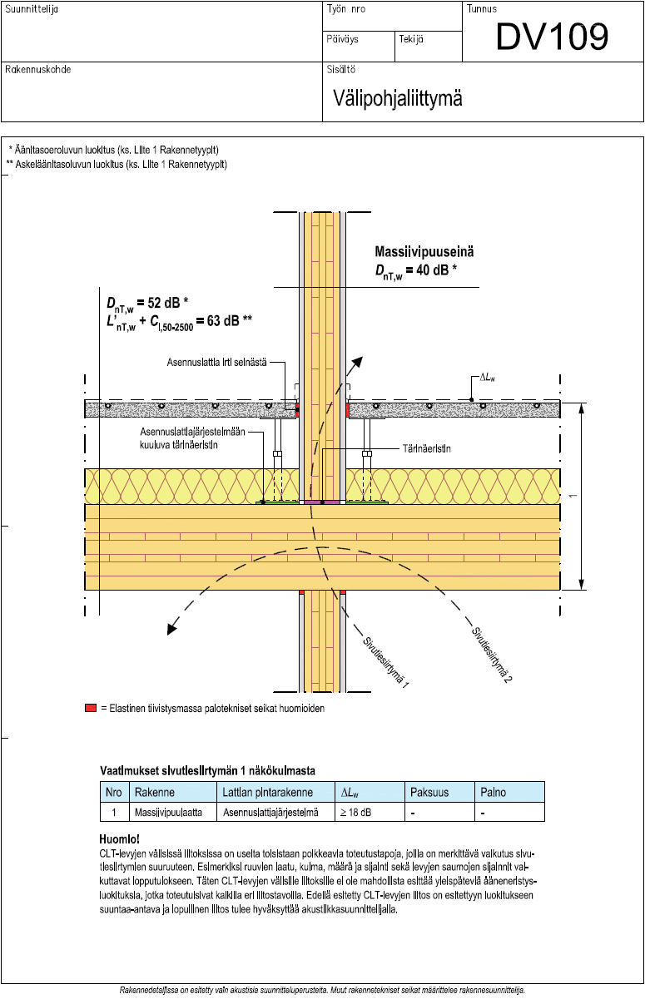 Suunnittelija
Työn nro
Tunnus
DV109
Päiväys
Tekijä
Rakennuskohde
Sisältö
Välipohjaliittymä
* Äänitasoeroluvun luokitus (ks. Liite 1 Rakennetyypit)
** Askeläänitasoluvun luokitus (ks. Liite 1 Rakennetyypit)
Massiivipuuseinä
DnT,w = 40 dB *
DnT,w = 52 dB *
L'nT,w + CI,50-2500 = 63 dB **
Asennuslattia irti seinästä
ΔLw
Asennuslattiajärjestelmään
kuuluva tärinäeristin
Tärinäeristin
1
Sivutiesiirtymä 1
Sivutiesiirtymä 2
= Elastinen tiivistysmassa palotekniset seikat huomioiden
Vaatimukset sivutiesiirtymän 1 näkökulmasta
Nro Rakenne Lattian pintarakenne ΔLw Paksuus Paino
1 Massiivipuulaatta Asennuslattiajärjestelmä ≥ 18 dB - -
Huomio!
CLT-levyjen välisissä liitoksissa on useita toisistaan poikkeavia toteutustapoja, joilla on merkittävä vaikutus sivu-
tiesiirtymien suuruuteen. Esimerkiksi ruuvien laatu, kulma, määrä ja sijainti sekä levyjen saumojen sijainnit vai-
kuttavat lopputulokseen. Täten CLT-levyjen välisille liitoksille ei ole mahdollista esittää yleispäteviä ääneneristys-
luokituksia, jotka toteutuisivat kaikilla eri liitostavoilla. Edellä esitetty CLT-levyjen liitos on esitettyyn luokitukseen
suuntaa-antava ja lopullinen liitos tulee hyväksyttää akustiikkasuunnittelijalla.
Rakennedetaljissa on esitetty vain akustisia suunnitteluperusteita. Muut rakennetekniset seikat määrittelee rakennesuunnittelija.